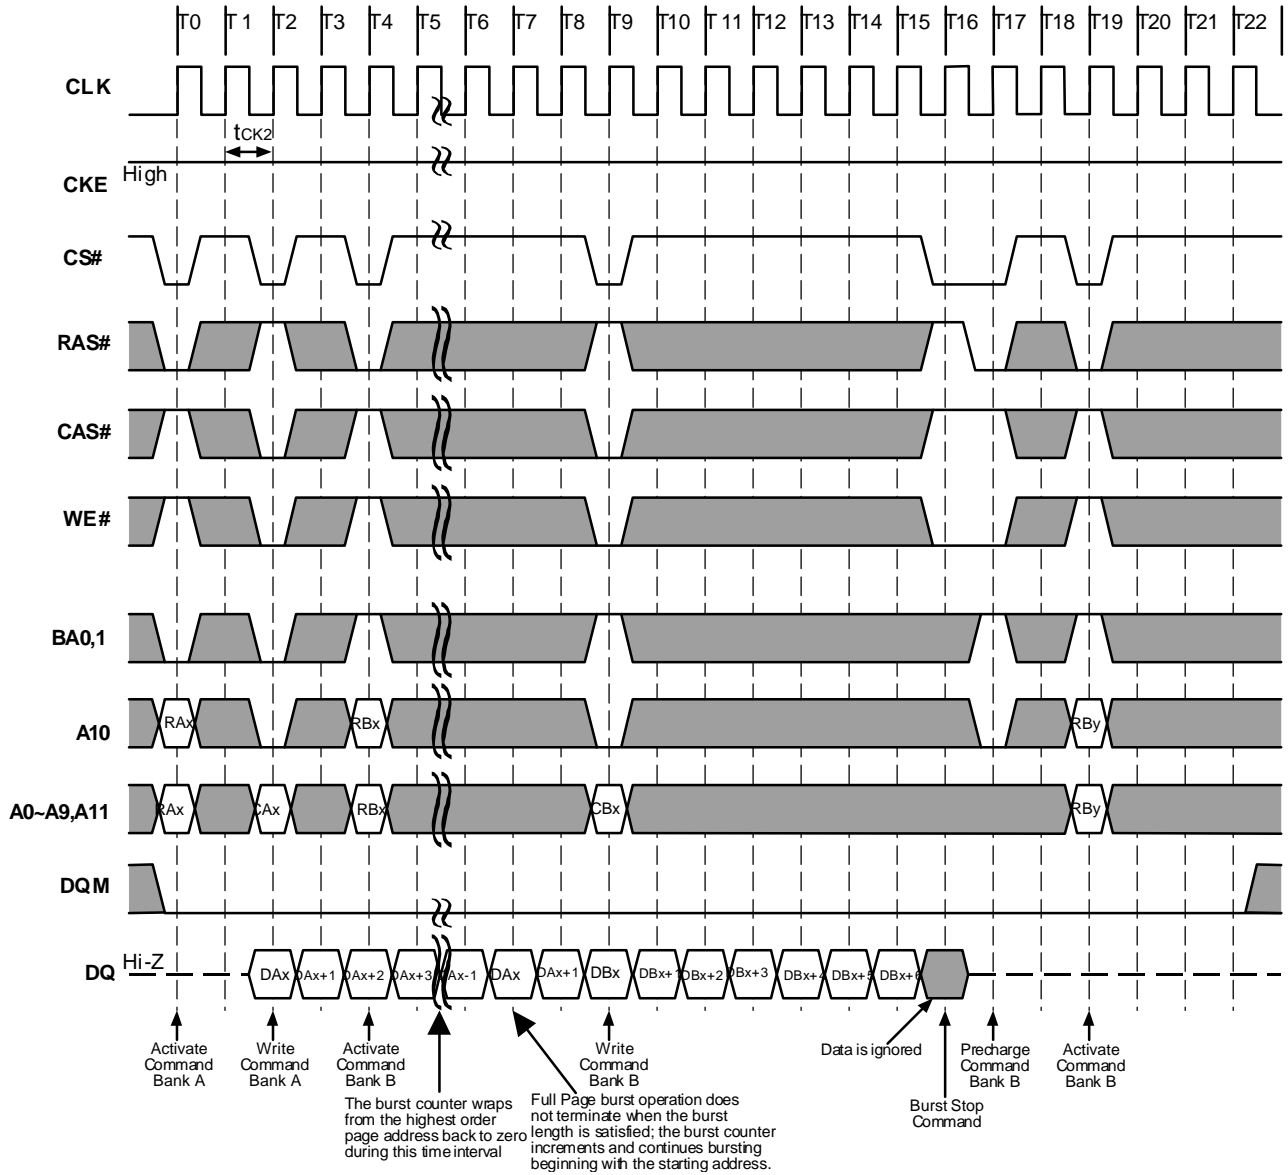 T0 T1 T2 T3 T4 T5 T6 T7 T8 T9 T10 T11 T12 T13 T14 T15 T16 T17 T18 T19 T20 T21 T22
CLK
tCK2
High
CKE
CS#
RAS#
CAS#
WE#
BA0,1
RAx RBx RBy
A10
RAx CAx RBx CBx RBy
A0~A9,A11
DQM
Hi-Z
DQ
DAx DAx+1 DAx+2 DAx+3 DAx-1 DAx DAx+1 DBx DBx+1 DBx+2 DBx+3 DBx+4 DBx+5 DBx+6
Activate
Command
Bank A
Write
Command
Bank A
Activate
Command
Bank B
The burst counter wraps
from the highest order
page address back to zero
during this time interval
Full Page burst operation does
not terminate when the burst
length is satisfied; the burst counter
increments and continues bursting
beginning with the starting address.
Write
Command
Bank B
Data is ignored
Burst Stop
Command
Precharge
Command
Bank B
Activate
Command
Bank B